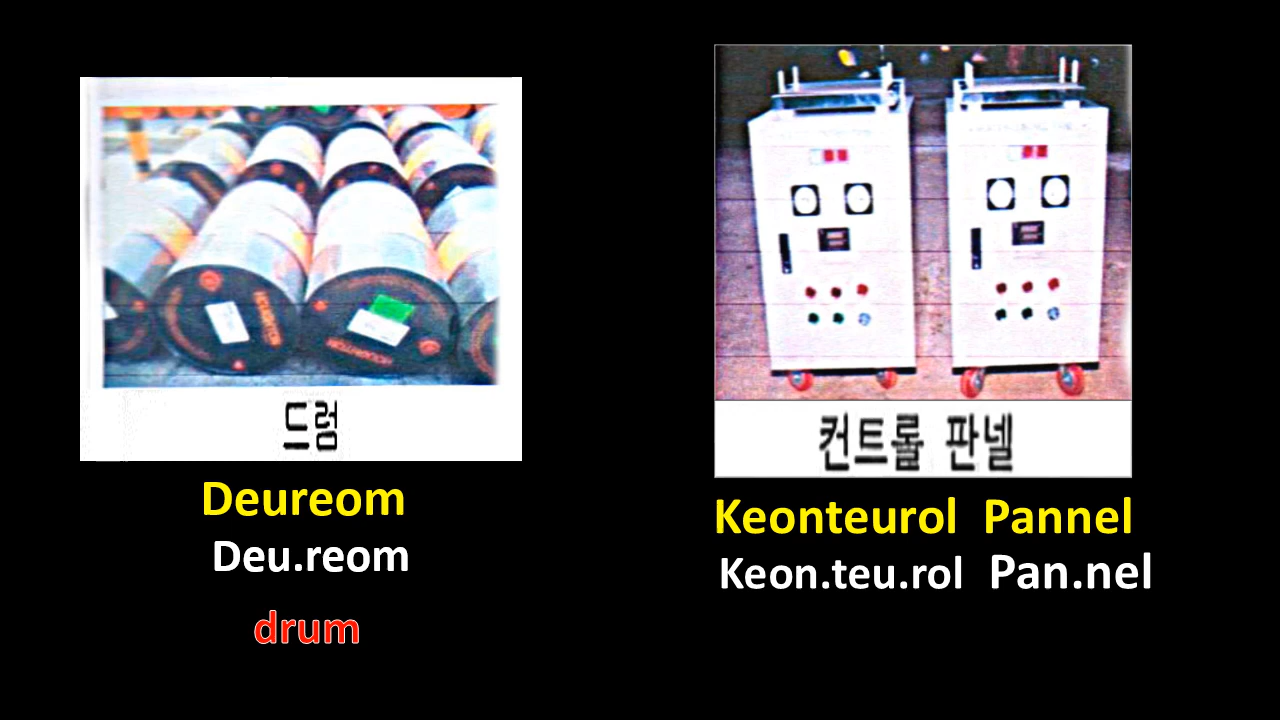 드럼
Deureom
Deu.reom
drum
컨트롤 판넬
Keonteurol Pannel
Keon.teu.rol Pan.nel